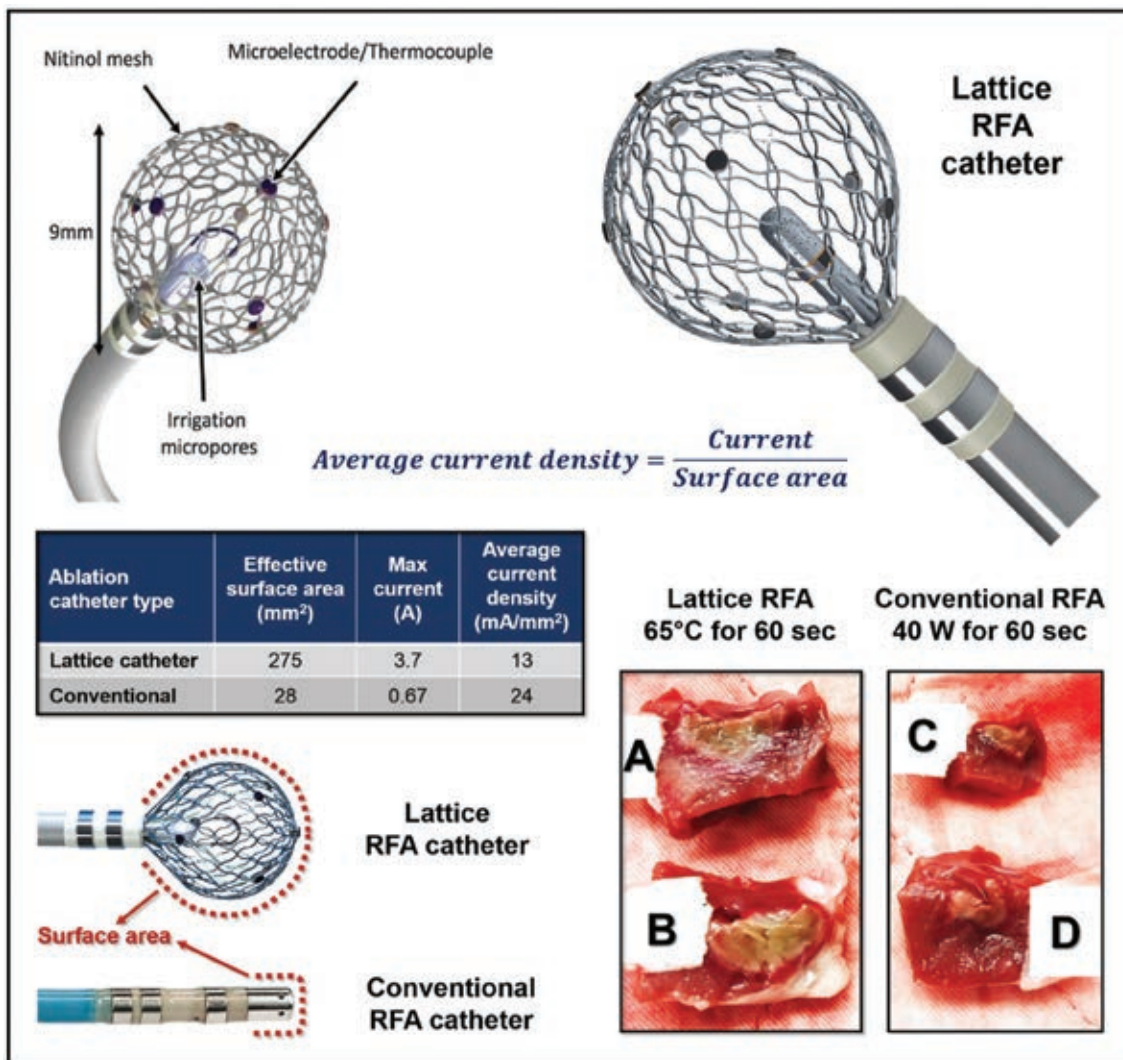 Nitinol mesh
Microelectrode/Thermocouple
9mm
Irrigation
micropores
Lattice
RFA
catheter
Average current density = Current / Surface area
Ablation
catheter type
Effective
surface area
(mm²)
Max
current
(A)
Average
current
density
(mA/mm²)
Lattice catheter 275 3.7 13
Conventional 28 0.67 24
Lattice
RFA catheter
Surface area
Conventional
RFA catheter
Lattice RFA
65°C for 60 sec
Conventional RFA
40 W for 60 sec
A
B
C
D